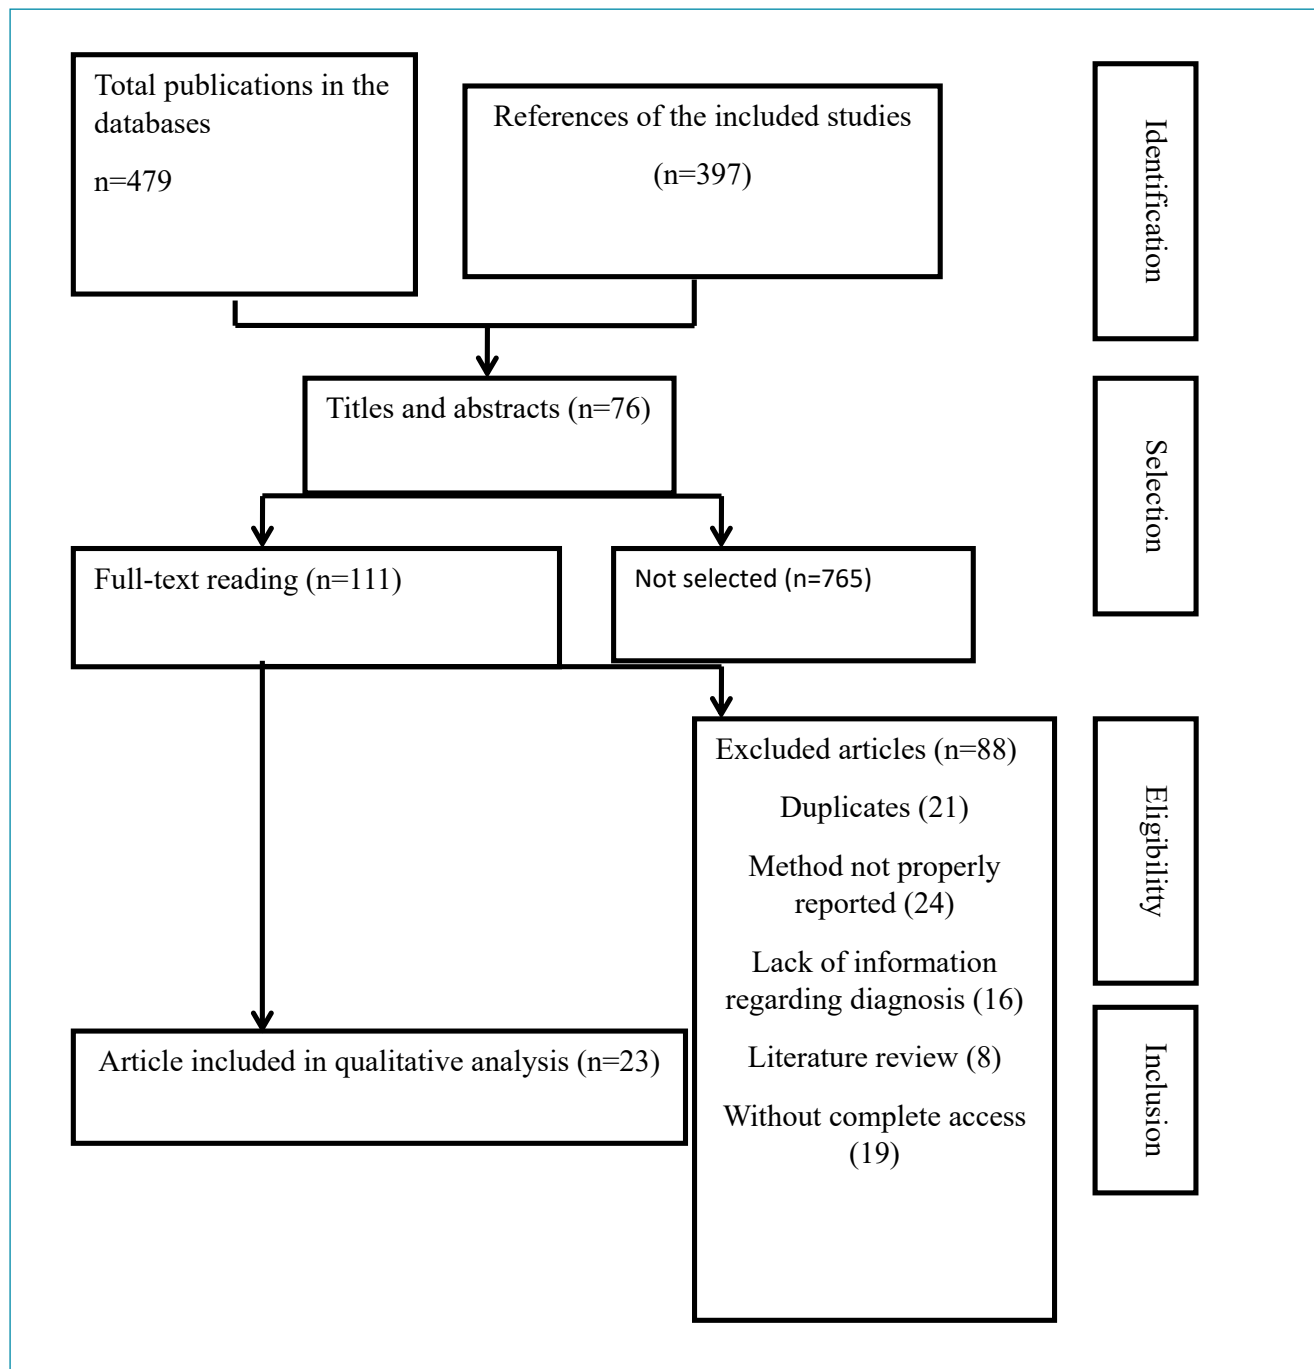 Total publications in the
databases
n=479
References of the included studies
(n=397)
Identification
Titles and abstracts (n=76)
Selection
Full-text reading (n=111)
Not selected (n=765)
Excluded articles (n=88)
Duplicates (21)
Method not properly
reported (24)
Lack of information
regarding diagnosis (16)
Literature review (8)
Without complete access
(19)
Eligibilitty
Article included in qualitative analysis (n=23)
Inclusion